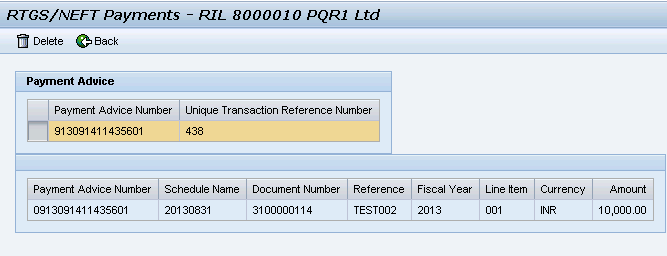 RTGS/NEFT Payments - RIL 8000010 PQR1 Ltd
Delete Back
Payment Advice
Payment Advice Number Unique Transaction Reference Number
913091411435601 438
Payment Advice Number Schedule Name Document Number Reference Fiscal Year Line Item Currency Amount
0913091411435601 20130831 3100000114 TEST002 2013 001 INR 10,000.00